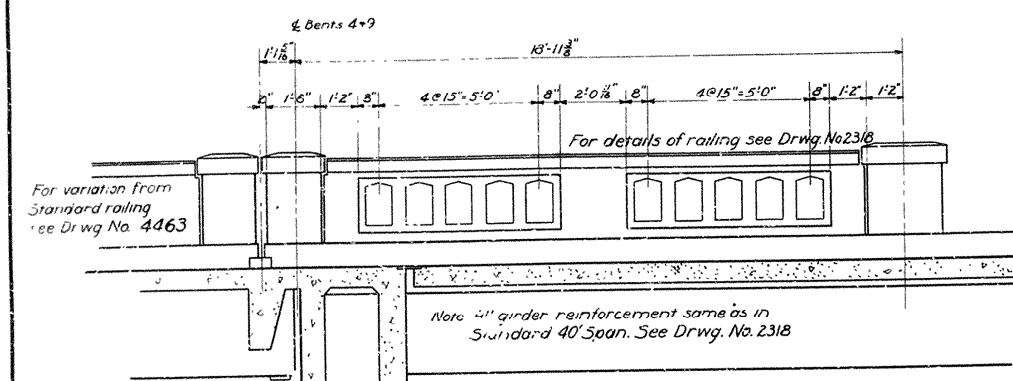 ℄ Bents 4+9
1'-1 5/16"
18'-11 3/8"
1'-6" 1'-2" 8" 4@15"=5'-0" 8" 2'-0 11/16" 8" 4@15"=5'-0" 8" 1'-2" 1'-2"
For details of railing see Drwg. No 2318
For variation from
Standard railing
see Drwg No. 4463
Note all girder reinforcement same as in
Standard 40' Span. See Drwg. No. 2318